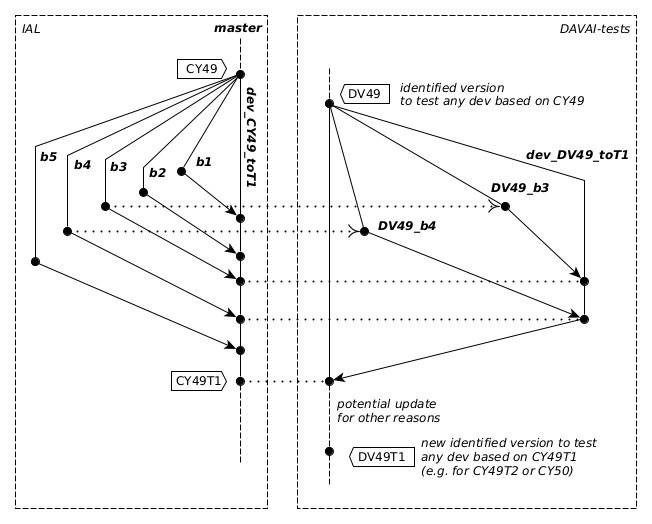 IAL
master
CY49
dev_CY49_toT1
b1
b2
b3
b4
b5
CY49T1
DAVAI-tests
DV49
identified version
to test any dev based on CY49
dev_DV49_toT1
DV49_b3
DV49_b4
potential update
for other reasons
DV49T1
new identified version to test
any dev based on CY49T1
(e.g. for CY49T2 or CY50)